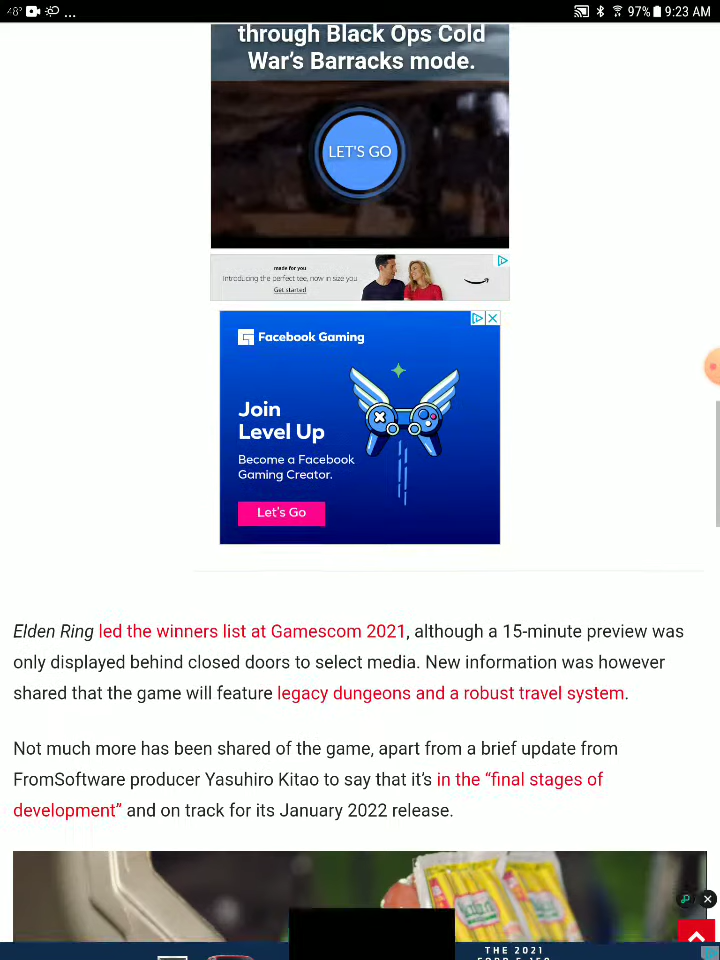 48° ... 97% 9:23 AM
through Black Ops Cold
War's Barracks mode.
LET'S GO
made for you
Introducing the perfect tee, now in size you
Get started
Facebook Gaming
Join
Level Up
Become a Facebook
Gaming Creator.
Let's Go
Elden Ring led the winners list at Gamescom 2021, although a 15-minute preview was
only displayed behind closed doors to select media. New information was however
shared that the game will feature legacy dungeons and a robust travel system.
Not much more has been shared of the game, apart from a brief update from
FromSoftware producer Yasuhiro Kitao to say that it's in the “final stages of
development” and on track for its January 2022 release.
THE 2021